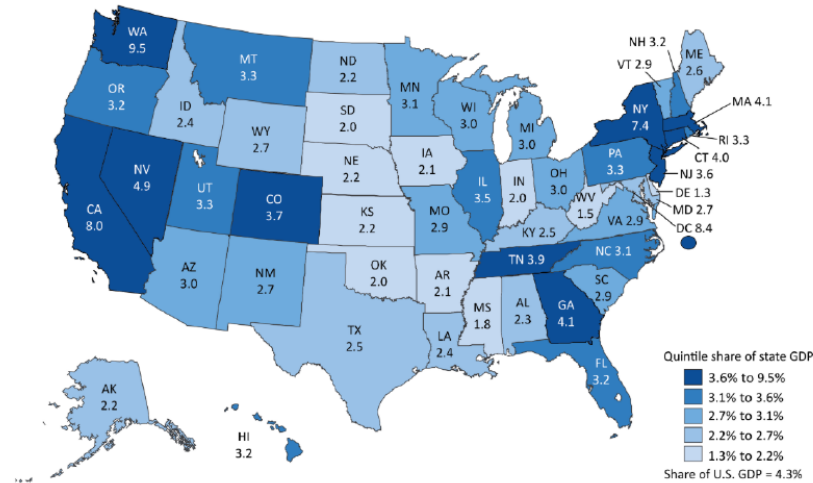 WA
9.5
MT
3.3
ND
2.2
MN
3.1
NH 3.2
VT 2.9
ME
2.6
OR
3.2
ID
2.4
WY
2.7
SD
2.0
WI
3.0
MI
3.0
NY
7.4
MA 4.1
RI 3.3
CT 4.0
NJ 3.6
DE 1.3
MD 2.7
DC 8.4
NV
4.9
UT
3.3
CO
3.7
NE
2.2
IA
2.1
IL
3.5
IN
2.0
OH
3.0
PA
3.3
WV
1.5
VA 2.9
CA
8.0
KS
2.2
MO
2.9
KY 2.5
AZ
3.0
NM
2.7
OK
2.0
AR
2.1
TN 3.9
NC 3.1
SC
2.9
TX
2.5
LA
2.4
MS
1.8
AL
2.3
GA
4.1
FL
3.2
AK
2.2
HI
3.2
Quintile share of state GDP
3.6% to 9.5%
3.1% to 3.6%
2.7% to 3.1%
2.2% to 2.7%
1.3% to 2.2%
Share of U.S. GDP = 4.3%